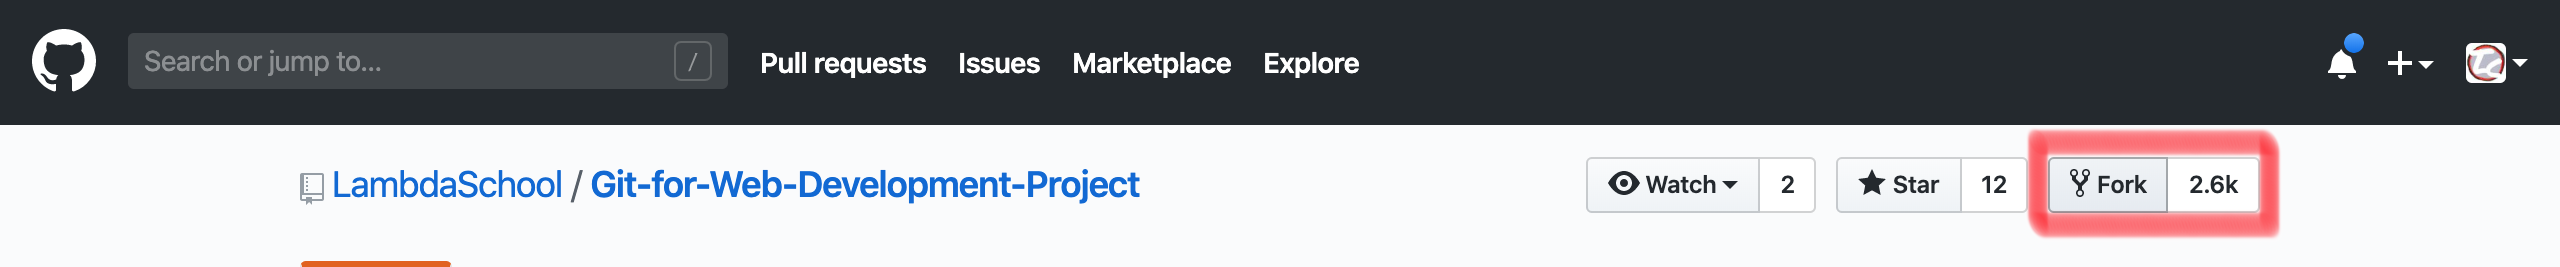 Search or jump to... /
Pull requests Issues Marketplace Explore
LambdaSchool / Git-for-Web-Development-Project
Watch 2 Star 12 Fork 2.6k